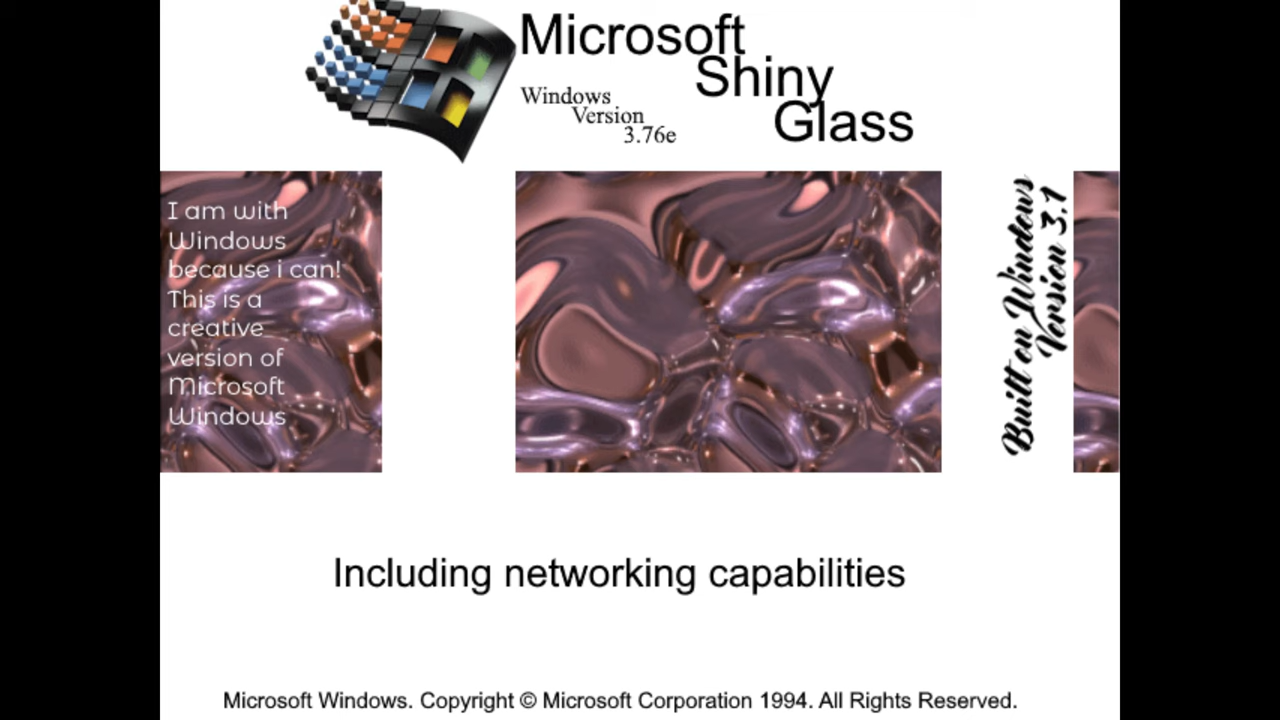 Microsoft
Shiny
Glass
Windows
Version
3.76e
I am with
Windows
because i can!
This is a
creative
version of
Microsoft
Windows
Built on Windows
Version 3.1
Including networking capabilities
Microsoft Windows. Copyright © Microsoft Corporation 1994. All Rights Reserved.